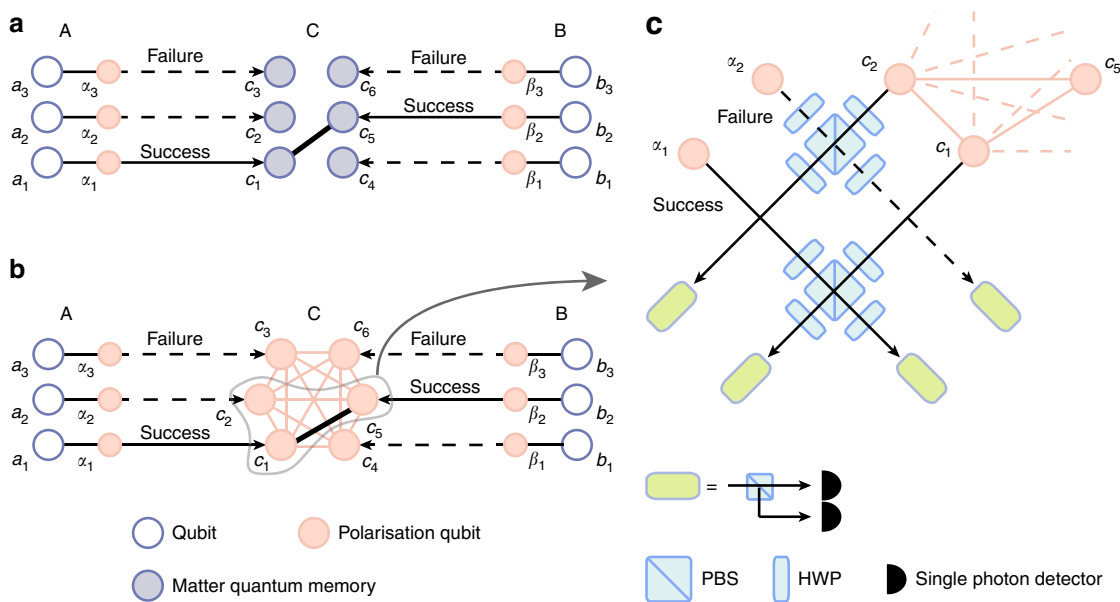 a
A C B
Failure Failure
a3 α3 c3 c6 β3 b3
Success
a2 α2 c2 c5 β2 b2
Success
a1 α1 c1 c4 β1 b1
b
A C B
c3 c6
Failure Failure
a3 α3 β3 b3
Success
a2 α2 c2 c5 β2 b2
Success
a1 α1 c1 c4 β1 b1
Qubit
Polarisation qubit
Matter quantum memory
c
α2 c2 c5
Failure
α1 c1
Success
=
PBS
HWP
Single photon detector